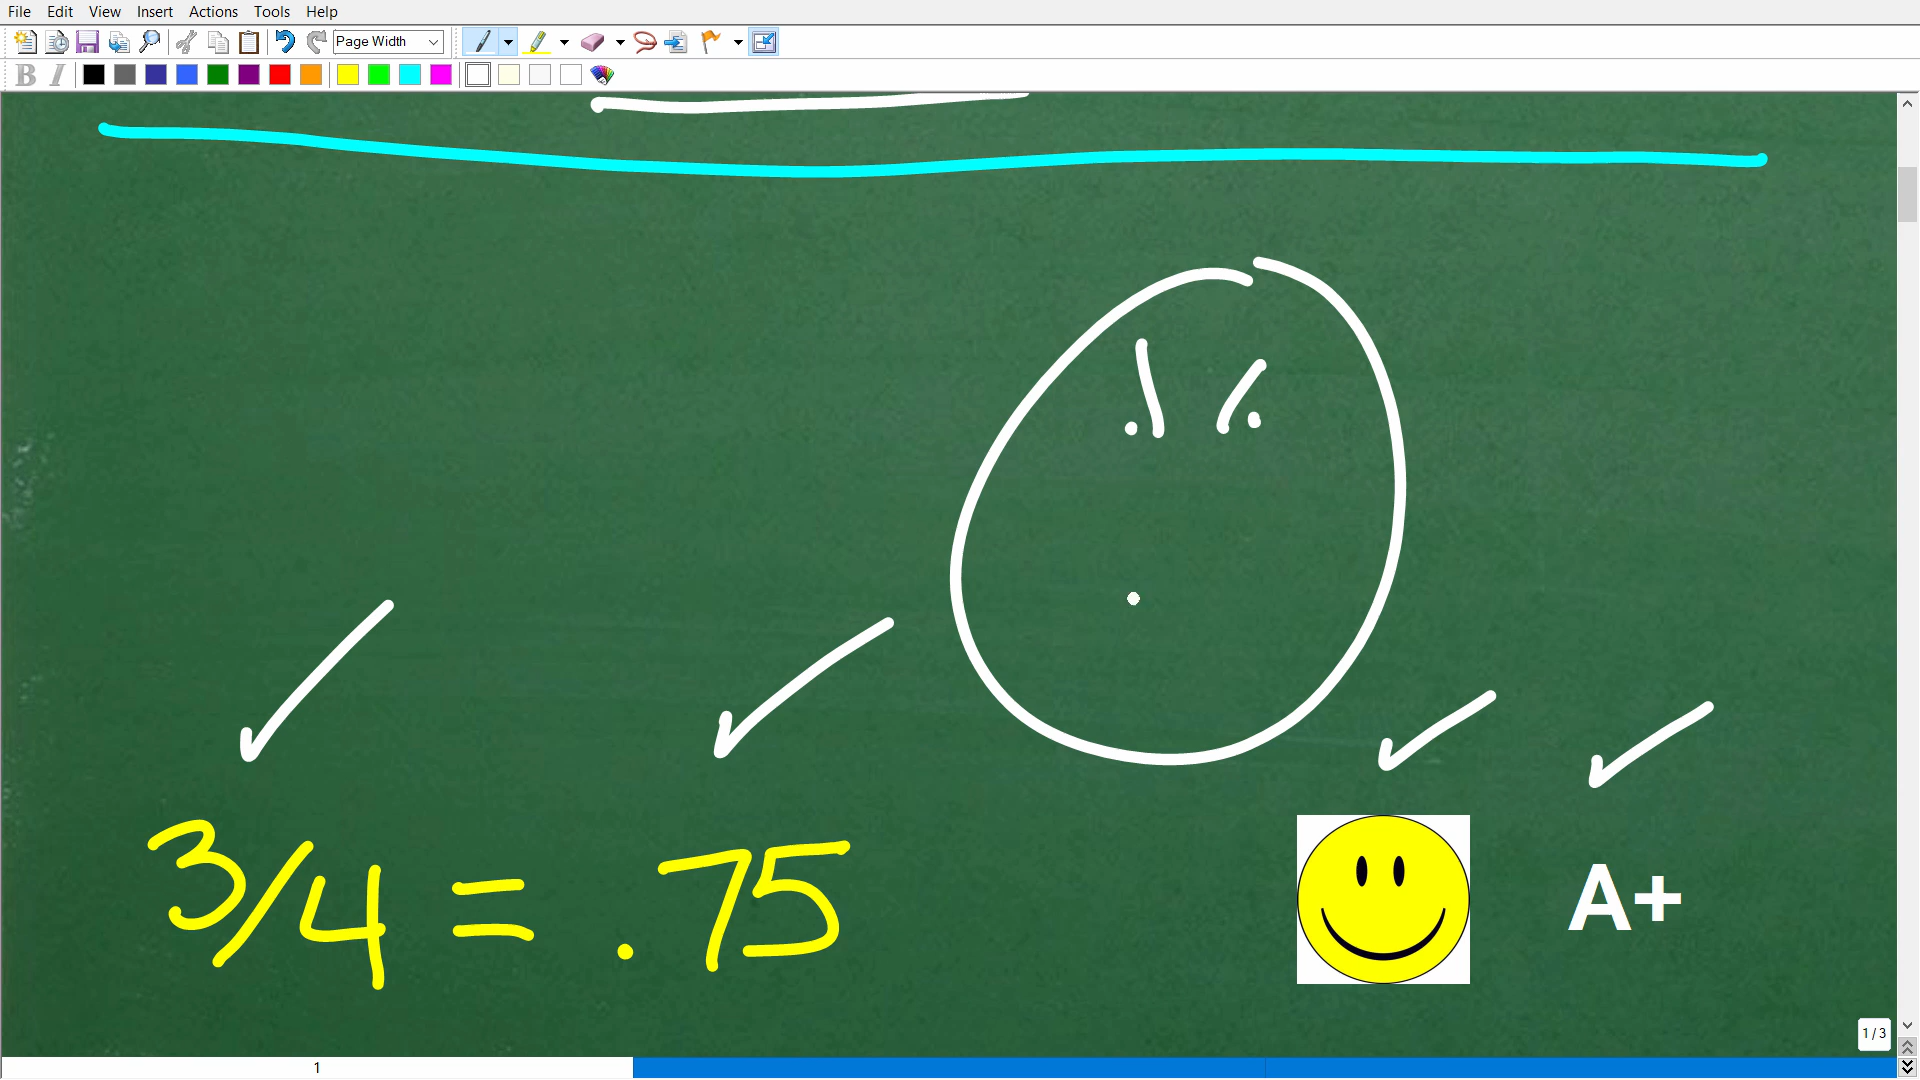 File Edit View Insert Actions Tools Help
Page Width
B I
3/4 = .75
A+
1 / 3
1